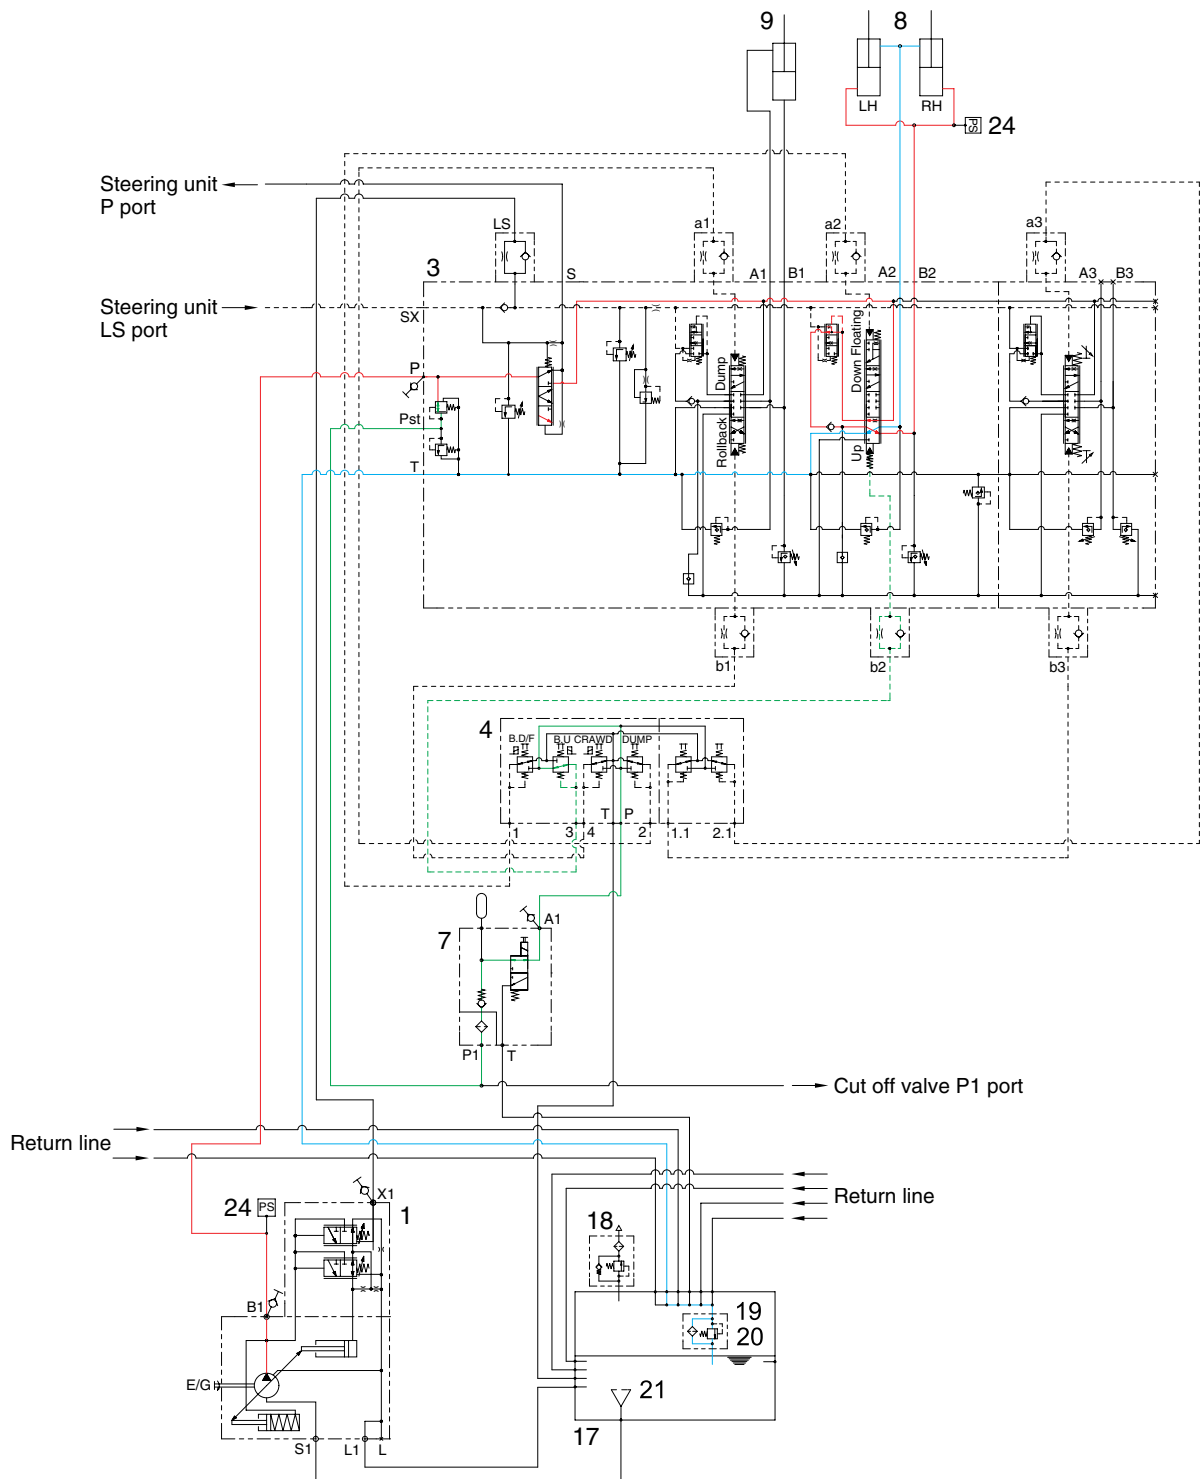 9
8
LH
RH
PS
24
Steering unit
P port
LS
a1
a2
a3
3
S
A1
B1
A2
B2
A3
B3
Steering unit
LS port
SX
P
Pst
T
Dump
Rollback
Down Floating
Up
b1
b2
b3
4
B.D/F
B.U
CRAWD
DUMP
T
P
1
3
4
2
1.1
2.1
7
A1
P1
T
Cut off valve P1 port
Return line
Return line
24
PS
X1
1
18
B1
19
20
E/G
21
17
S1
L1
L